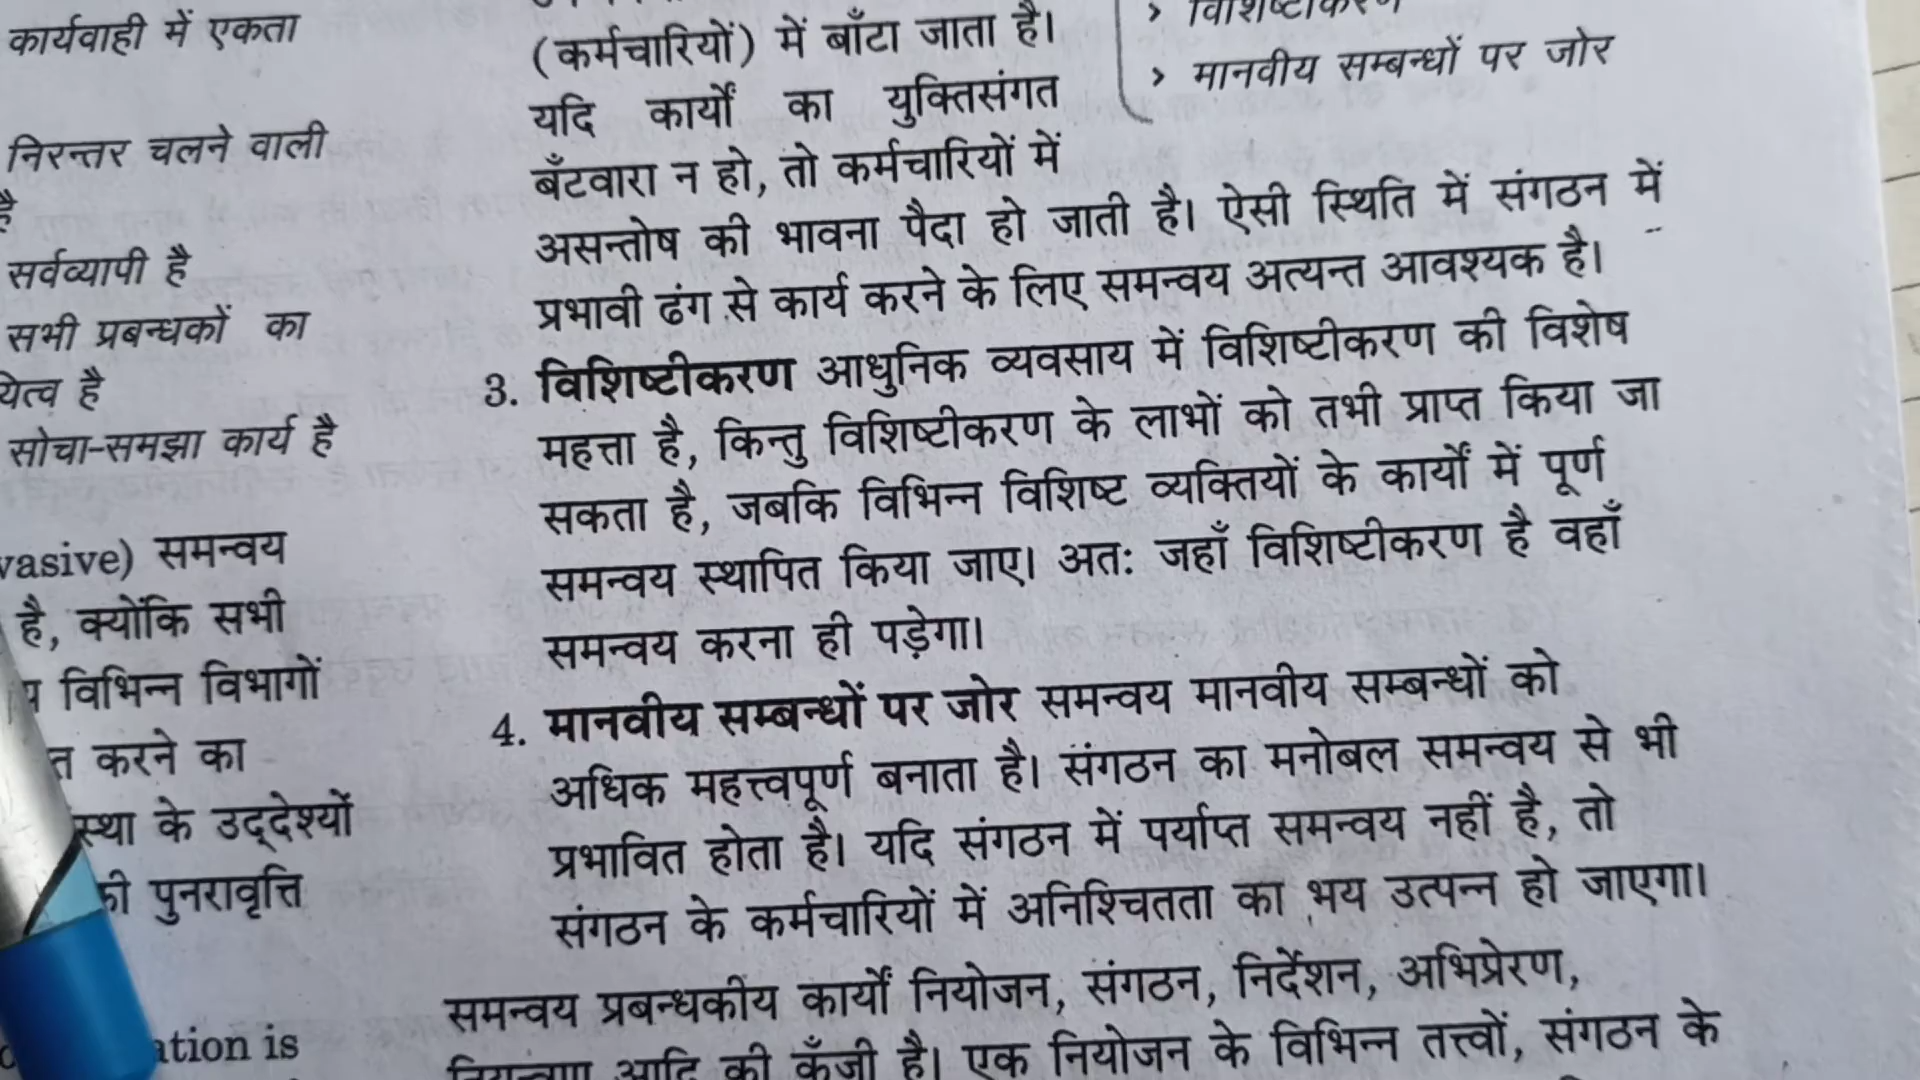 कार्यवाही में एकता
निरन्तर चलने वाली
है
सर्वव्यापी है
सभी प्रबन्धकों का
है
सोचा-समझा कार्य है
समन्वय
है, क्योंकि सभी
विभिन्न विभागों
करने का
के उद्देश्यों
की पुनरावृत्ति
is
(कर्मचारियों) में बाँटा जाता है।
यदि कार्यों का युक्तिसंगत
बँटवारा न हो, तो कर्मचारियों में
असन्तोष की भावना पैदा हो जाती है। ऐसी स्थिति में संगठन में
प्रभावी ढंग से कार्य करने के लिए समन्वय अत्यन्त आवश्यक है।
› विशिष्टीकरण
› मानवीय सम्बन्धों पर जोर
3. विशिष्टीकरण आधुनिक व्यवसाय में विशिष्टीकरण की विशेष
महत्ता है, किन्तु विशिष्टीकरण के लाभों को तभी प्राप्त किया जा
सकता है, जबकि विभिन्न विशिष्ट व्यक्तियों के कार्यों में पूर्ण
समन्वय स्थापित किया जाए। अतः जहाँ विशिष्टीकरण है वहाँ
समन्वय करना ही पड़ेगा।
4. मानवीय सम्बन्धों पर जोर समन्वय मानवीय सम्बन्धों को
अधिक महत्त्वपूर्ण बनाता है। संगठन का मनोबल समन्वय से भी
प्रभावित होता है। यदि संगठन में पर्याप्त समन्वय नहीं है, तो
संगठन के कर्मचारियों में अनिश्चितता का भय उत्पन्न हो जाएगा।
समन्वय प्रबन्धकीय कार्यों नियोजन, संगठन, निर्देशन, अभिप्रेरण,
नियन्त्रण आदि की कुँजी है। एक नियोजन के विभिन्न तत्त्वों, संगठन के